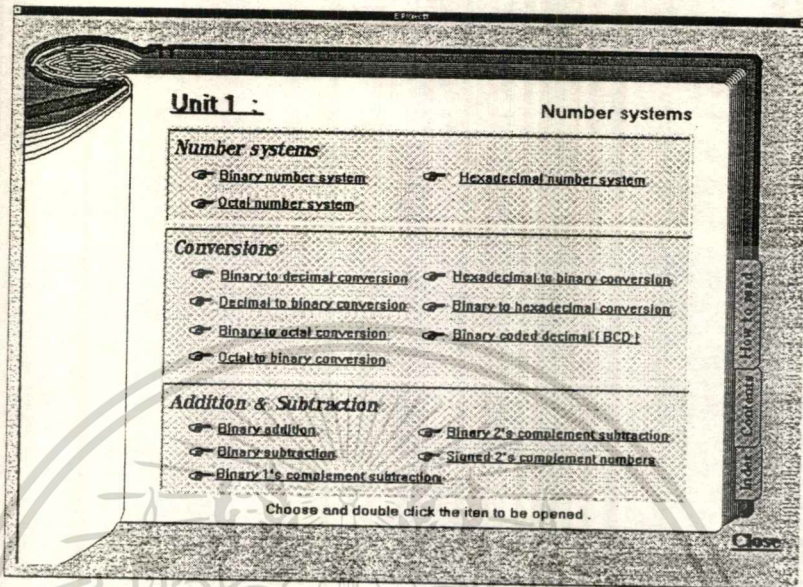 Unit 1 :
Number systems
Number systems
Binary number system
Hexadecimal number system
Octal number system
Conversions
Binary to decimal conversion
Hexadecimal to binary conversion
Decimal to binary conversion
Binary to hexadecimal conversion
Binary to octal conversion
Binary coded decimal ( BCD )
Octal to binary conversion
Addition & Subtraction
Binary addition
Binary 2's complement subtraction
Binary subtraction
Signed 2's complement numbers
Binary 1's complement subtraction
Choose and double click the iten to be opened .
How to read
Contents
Index
Close